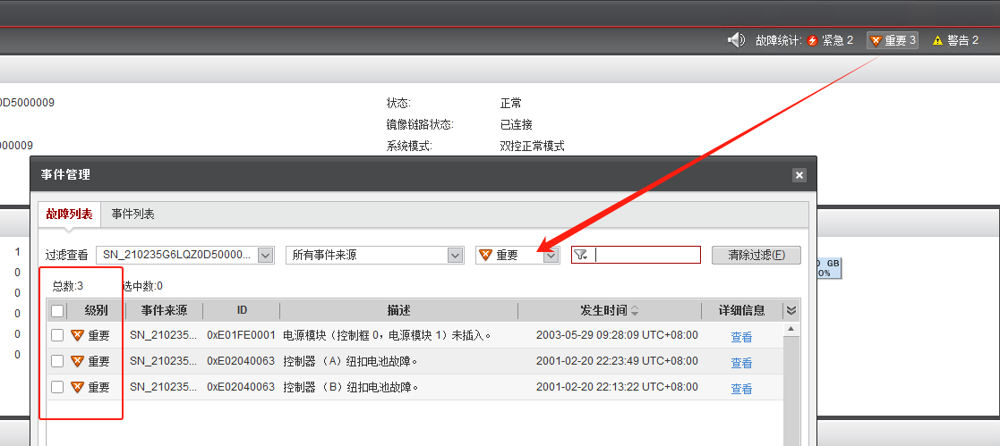 故障统计: 紧急 2 重要 3 警告 2
0D5000009 状态: 正常
镜像链路状态: 已连接
000009 系统模式: 双控正常模式
事件管理
故障列表 事件列表
过滤查看 SN_210235G6LQZ0D50000... 所有事件来源 重要 清除过滤(F)
1
0
0
0
0
0
GB
0%
总数:3 选中数:0
级别 事件来源 ID 描述 发生时间 详细信息
重要 SN_210235... 0xE01FE0001 电源模块（控制框 0，电源模块 1）未插入。 2003-05-29 09:28:09 UTC+08:00 查看
重要 SN_210235... 0xE02040063 控制器 （A）纽扣电池故障。 2001-02-20 22:23:49 UTC+08:00 查看
重要 SN_210235... 0xE02040063 控制器 （B）纽扣电池故障。 2001-02-20 22:13:22 UTC+08:00 查看